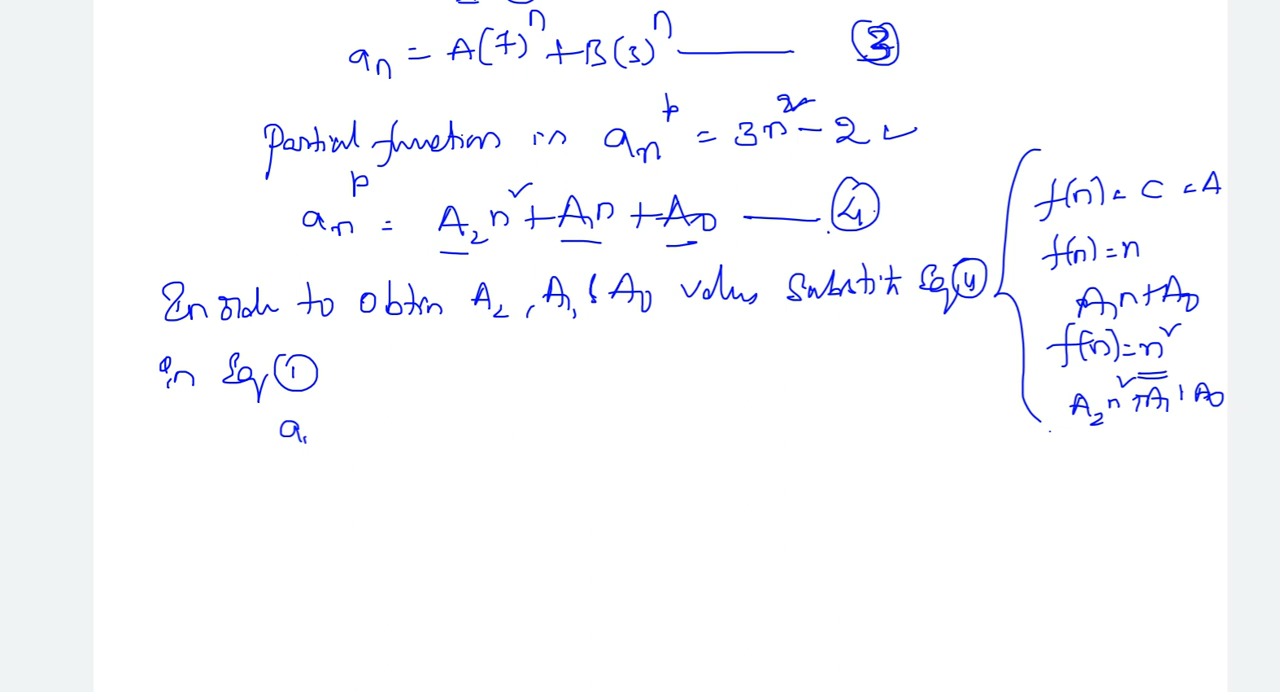 aₙ = A(7)ⁿ + B(3)ⁿ —— ③
Partial function is aₙᵖ = 3n² - 2
aₙᵖ = A₂n² + A₁n + A₀ —— ④
In order to obtain A₂, A₁ & A₀ values substitute Eq ④
in Eq ①
a
f(n) = C = A
f(n) = n
A₁n + A₀
f(n) = n²
A₂n² + A₁ + A₀